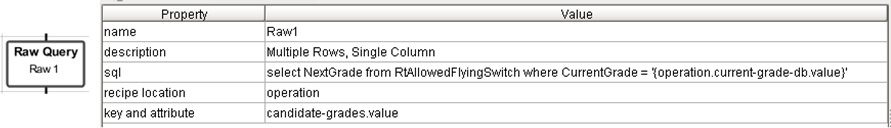 Property Value
Raw Query
Raw 1
name Raw1
description Multiple Rows, Single Column
sql select NextGrade from RtAllowedFlyingSwitch where CurrentGrade = '{operation.current-grade-db.value}'
recipe location operation
key and attribute candidate-grades.value